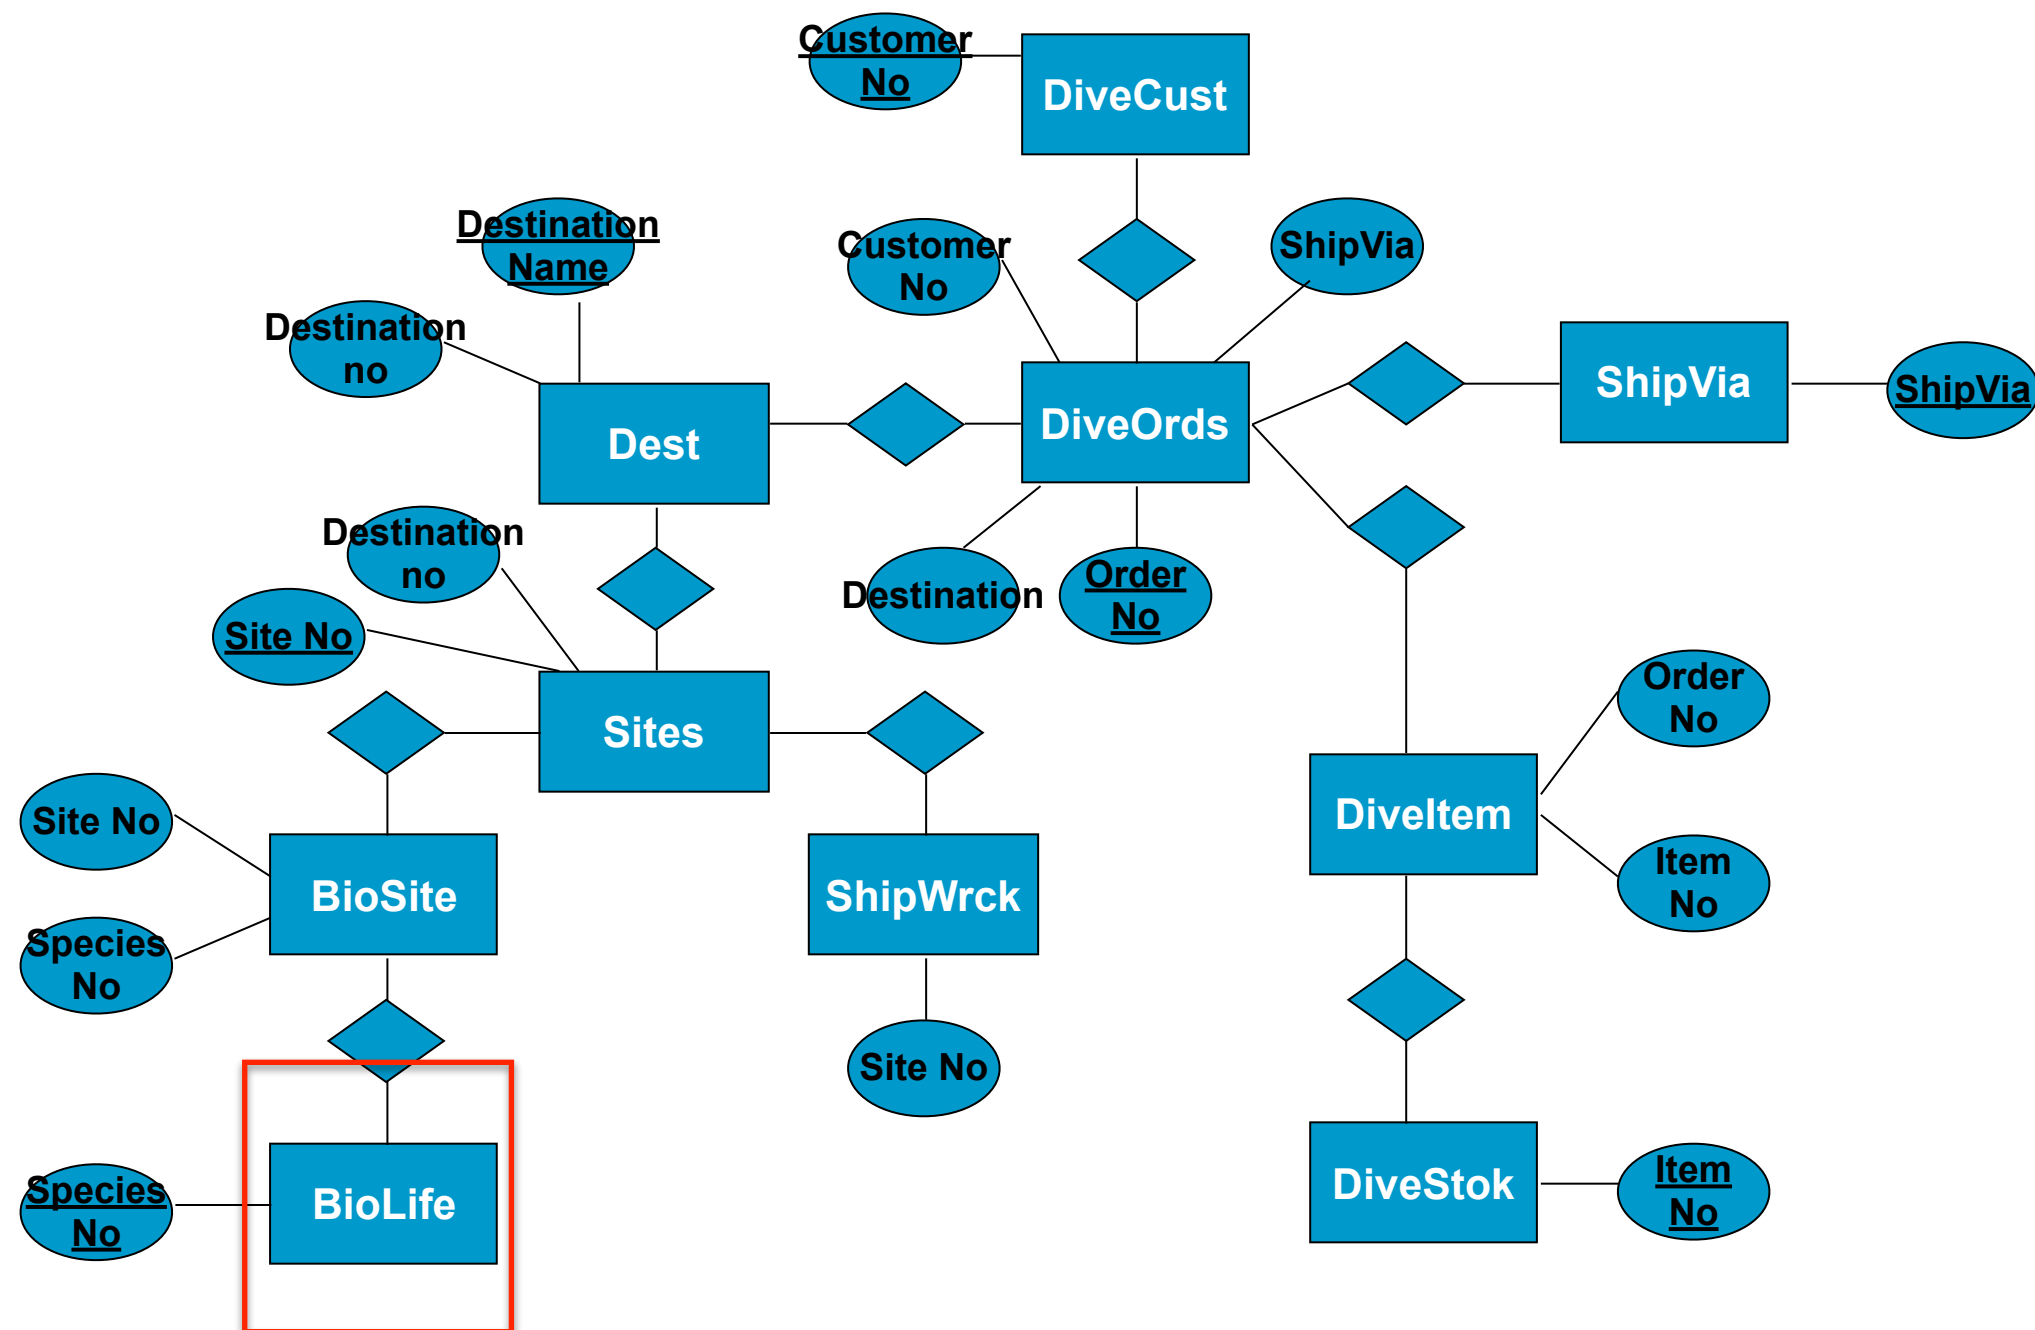 Customer
No
DiveCust
Destination
Name
Customer
No
ShipVia
Destination
no
ShipVia
ShipVia
Dest
DiveOrds
Destination
no
Destination
Order
No
Site No
Sites
Order
No
Site No
BioSite
ShipWrck
DiveItem
Item
No
Species
No
Site No
Species
No
BioLife
DiveStok
Item
No